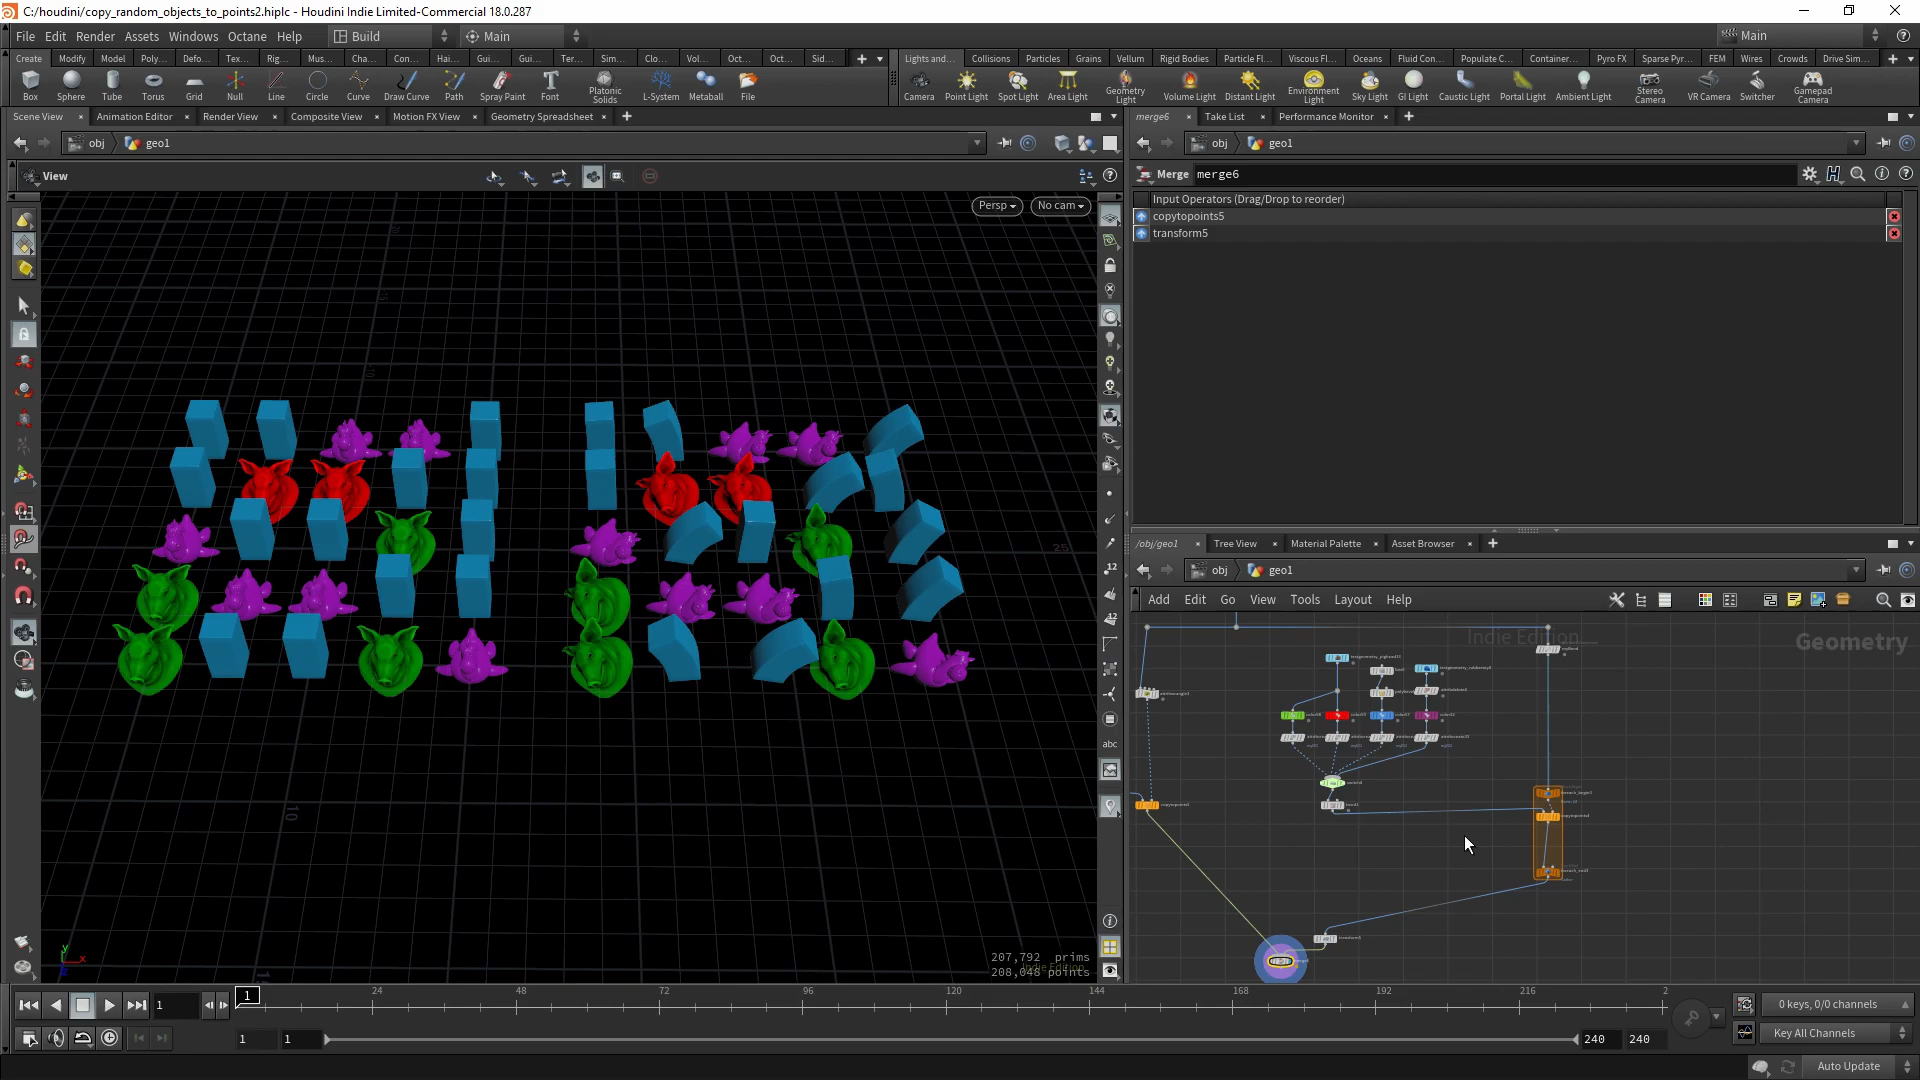 C:/houdini/copy_random_objects_to_points2.hiplc - Houdini Indie Limited-Commercial 18.0.287
File Edit Render Assets Windows Octane Help Build Main Main
Create Modify Model Poly... Defo... Tex... Rig... Mus... Cha... Con... Hai... Gui... Gui... Ter... Sim... Clo... Vol... Oct... Oct... Sid... Lights and... Collisions Particles Grains Vellum Rigid Bodies Particle Fl... Viscous Fl... Oceans Fluid Con... Populate C... Container... Pyro FX Sparse Pyr... FEM Wires Crowds Drive Sim...
Box Sphere Tube Torus Grid Null Line Circle Curve Draw Curve Path Spray Paint Font Platonic Solids L-System Metaball File Camera Point Light Spot Light Area Light Geometry Light Volume Light Distant Light Environment Light Sky Light GI Light Caustic Light Portal Light Ambient Light Stereo Camera VR Camera Switcher Gamepad Camera
Scene View Animation Editor Render View Composite View Motion FX View Geometry Spreadsheet merge6 Take List Performance Monitor
obj geo1 obj geo1
View Merge merge6
Input Operators (Drag/Drop to reorder)
Persp No cam
copytopoints5
transform5
/obj/geo1 Tree View Material Palette Asset Browser
obj geo1
Add Edit Go View Tools Layout Help
Indie Edition Geometry
12
12
abc
y
x
207,792 prims
Indie Edition
208,048 points
1 1 24 48 72 96 120 144 168 192 216 2
0 keys, 0/0 channels
1 1 240 240 Key All Channels
Auto Update